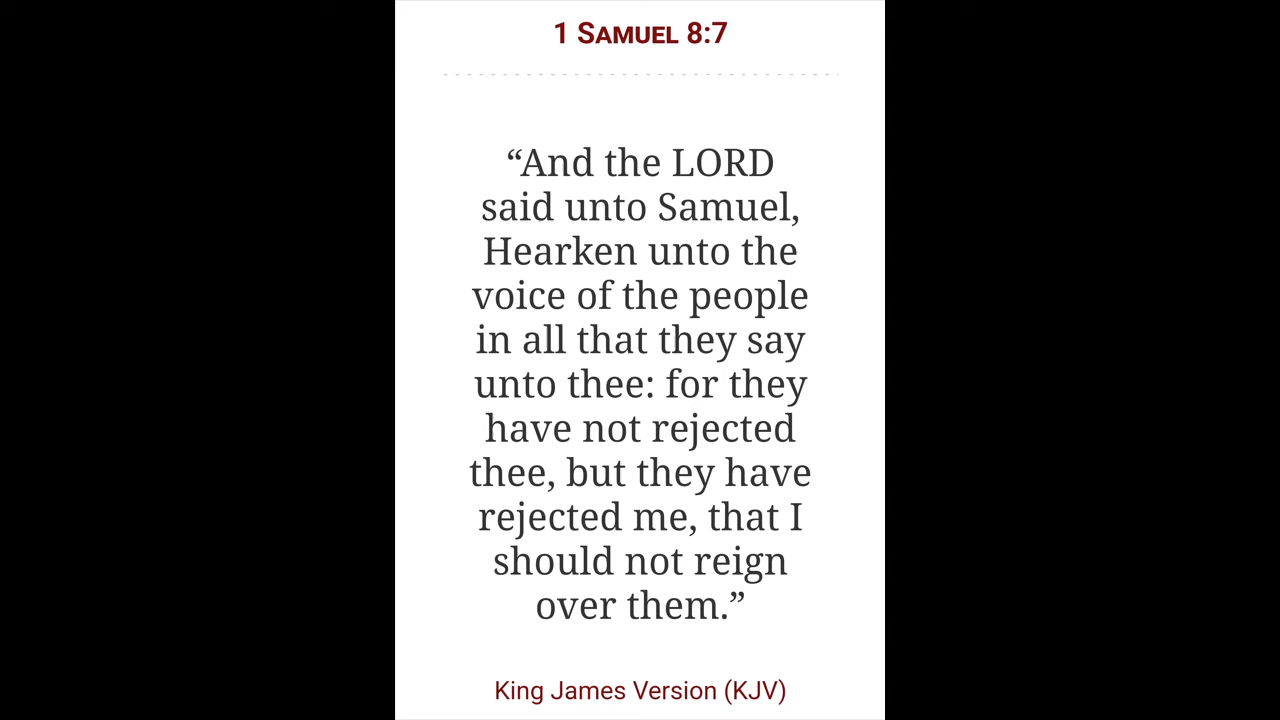 1 Samuel 8:7
“And the LORD
said unto Samuel,
Hearken unto the
voice of the people
in all that they say
unto thee: for they
have not rejected
thee, but they have
rejected me, that I
should not reign
over them.”
King James Version (KJV)